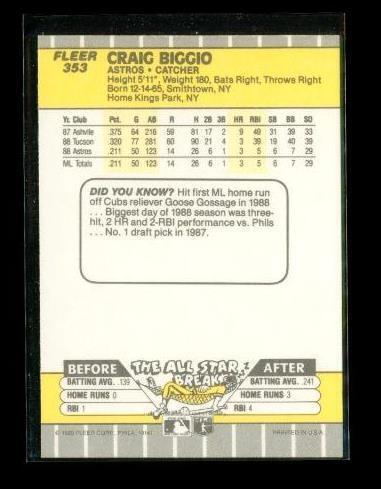 FLEER
353
CRAIG BIGGIO
ASTROS • CATCHER
Height 5'11", Weight 180, Bats Right, Throws Right
Born 12-14-65, Smithtown, NY
Home Kings Park, NY
Yr. Club Pct. G AB R H 2B 3B HR RBI SB BB SO
87 Ashvile .375 64 216 59 81 17 2 9 49 31 39 33
88 Tucson .320 77 281 60 90 21 4 3 39 19 40 39
88 Astros .211 50 123 14 26 6 1 3 5 6 7 29
ML Totals .211 50 123 14 26 6 1 3 5 6 7 29
DID YOU KNOW? Hit first ML home run
off Cubs reliever Goose Gossage in 1988
. . . Biggest day of 1988 season was three-
hit, 2 HR and 2-RBI performance vs. Phils
. . . No. 1 draft pick in 1987.
BEFORE THE ALL STAR BREAK AFTER
BATTING AVG. .139 BATTING AVG. .241
HOME RUNS 0 HOME RUNS 3
RBI 1 RBI 4
© 1989 FLEER CORP., PHILA. 19141 PRINTED IN U.S.A.